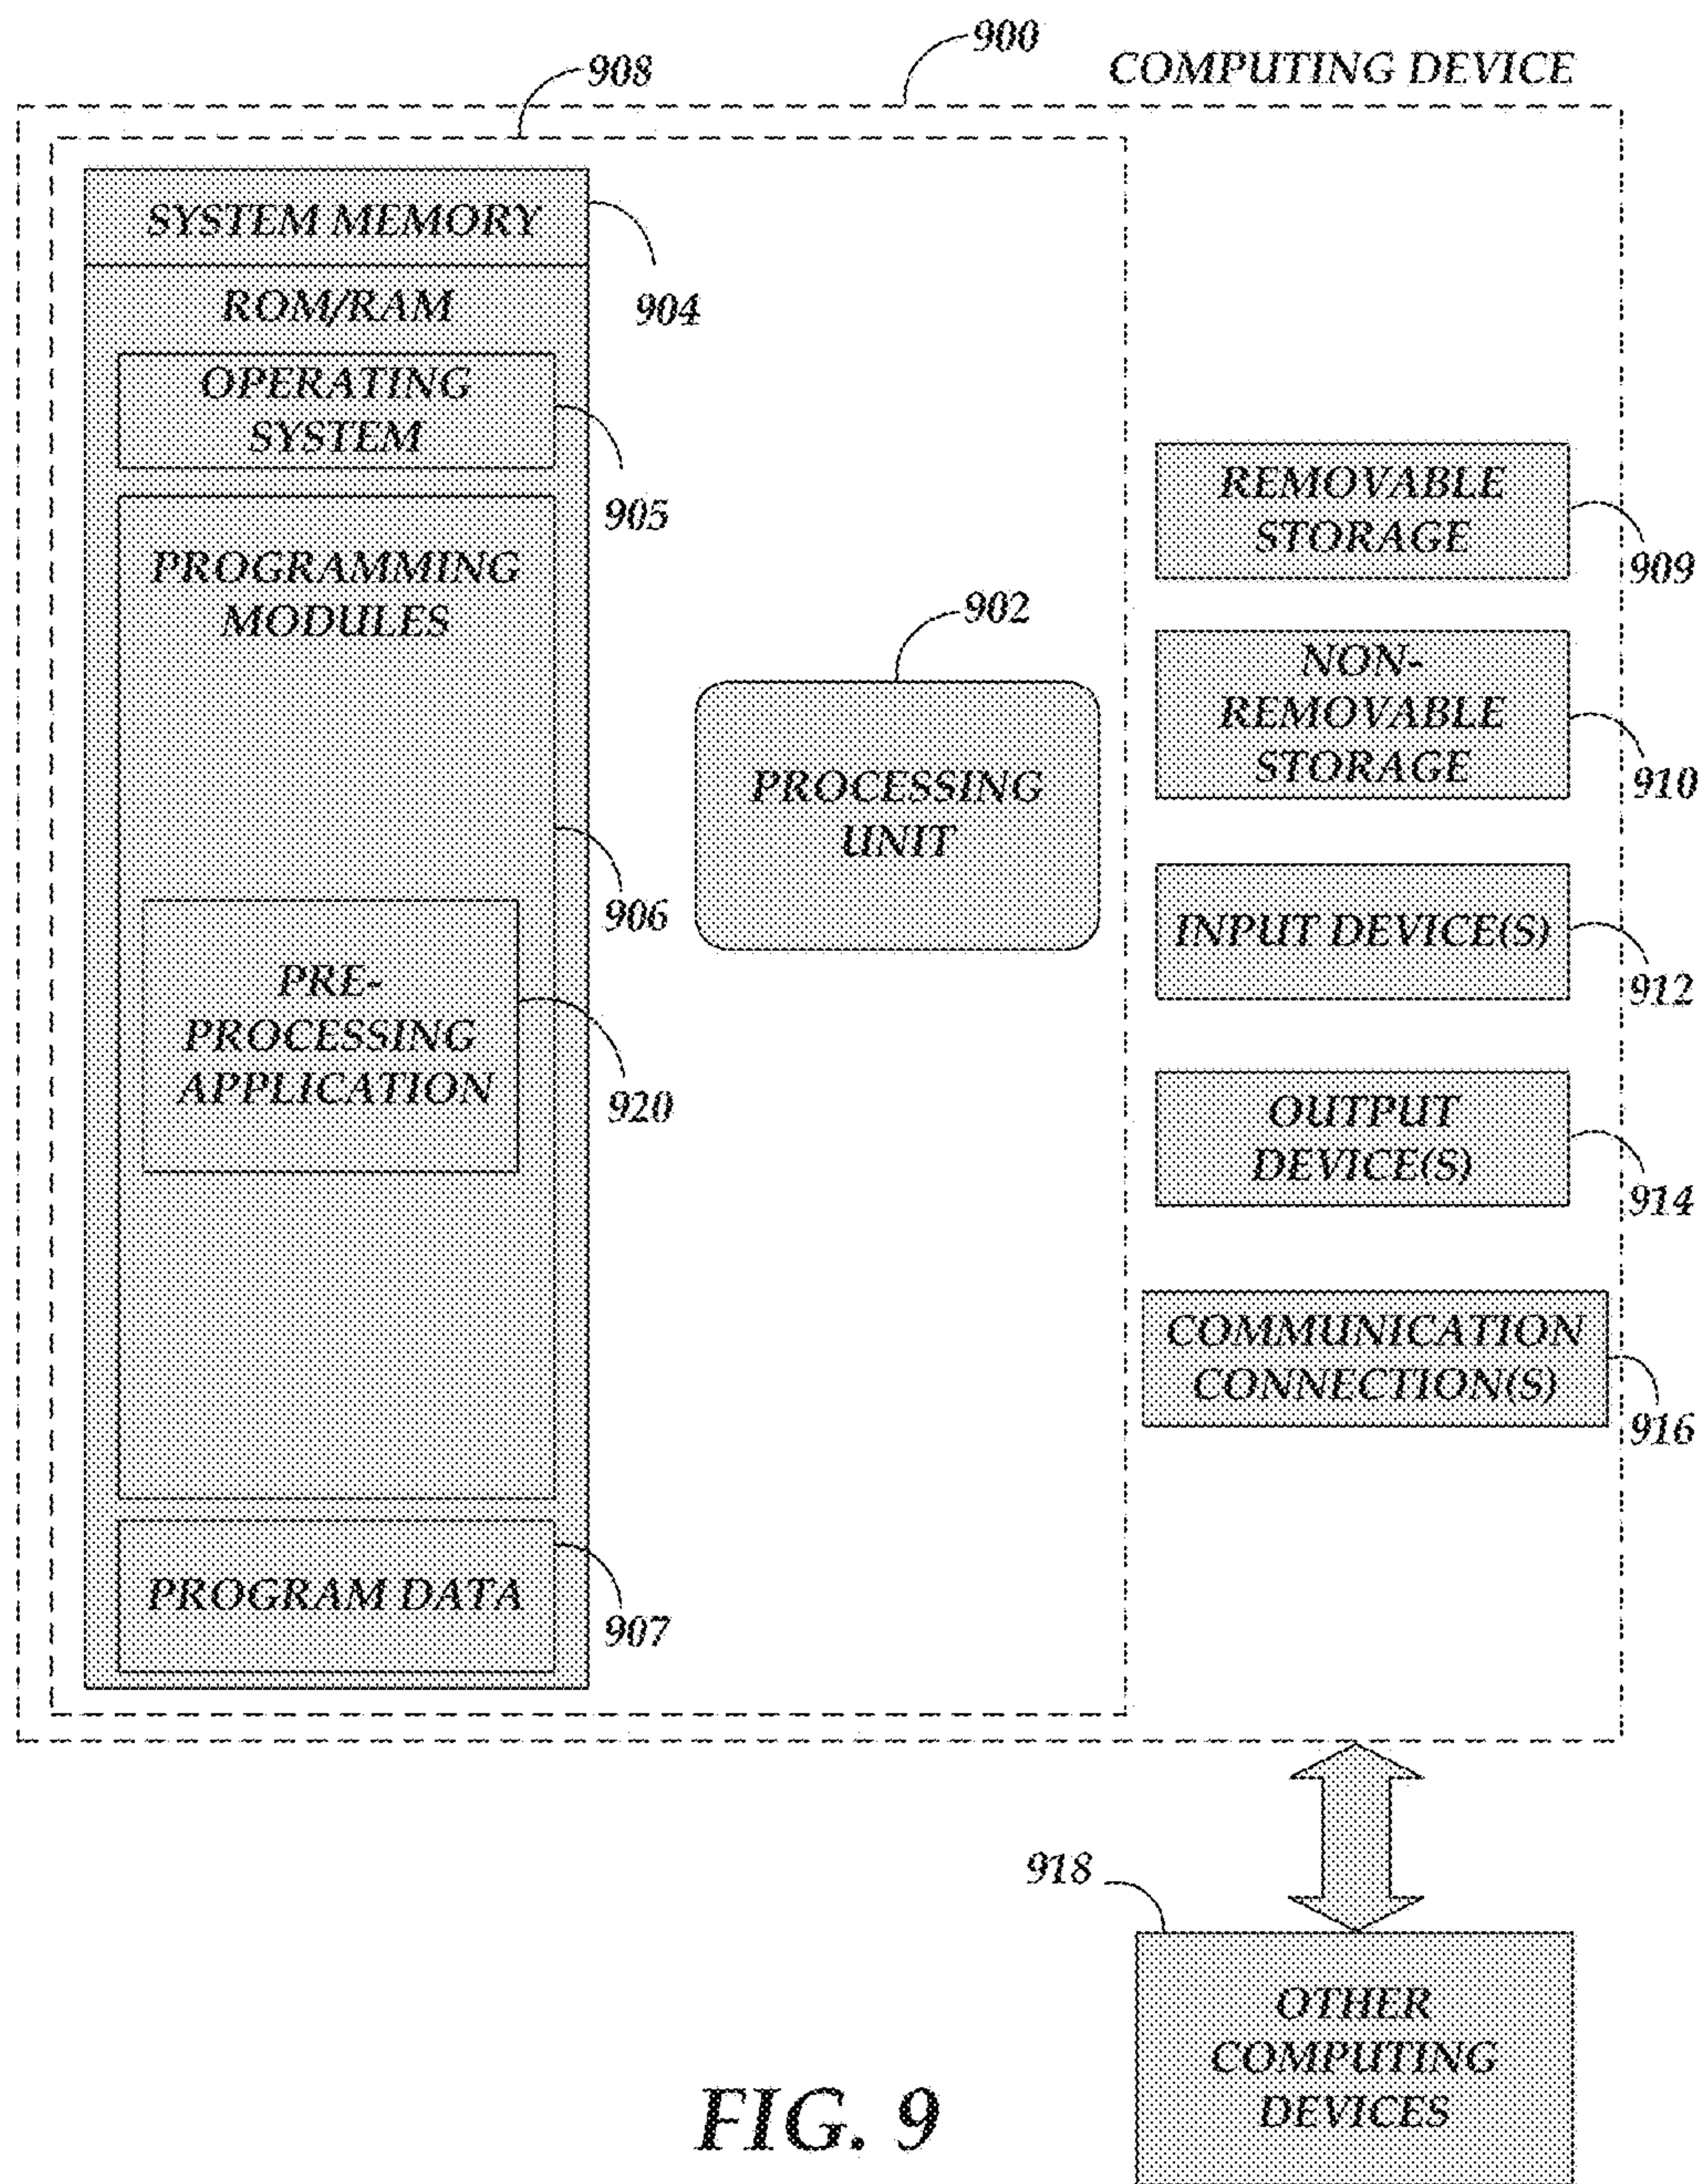 900
COMPUTING DEVICE
908
SYSTEM MEMORY
904
ROM/RAM
OPERATING
SYSTEM
905
PROGRAMMING
MODULES
906
PRE-
PROCESSING
APPLICATION
920
PROGRAM DATA
907
902
PROCESSING
UNIT
REMOVABLE
STORAGE
909
NON-
REMOVABLE
STORAGE
910
INPUT DEVICE(S)
912
OUTPUT
DEVICE(S)
914
COMMUNICATION
CONNECTION(S)
916
918
OTHER
COMPUTING
DEVICES
FIG. 9